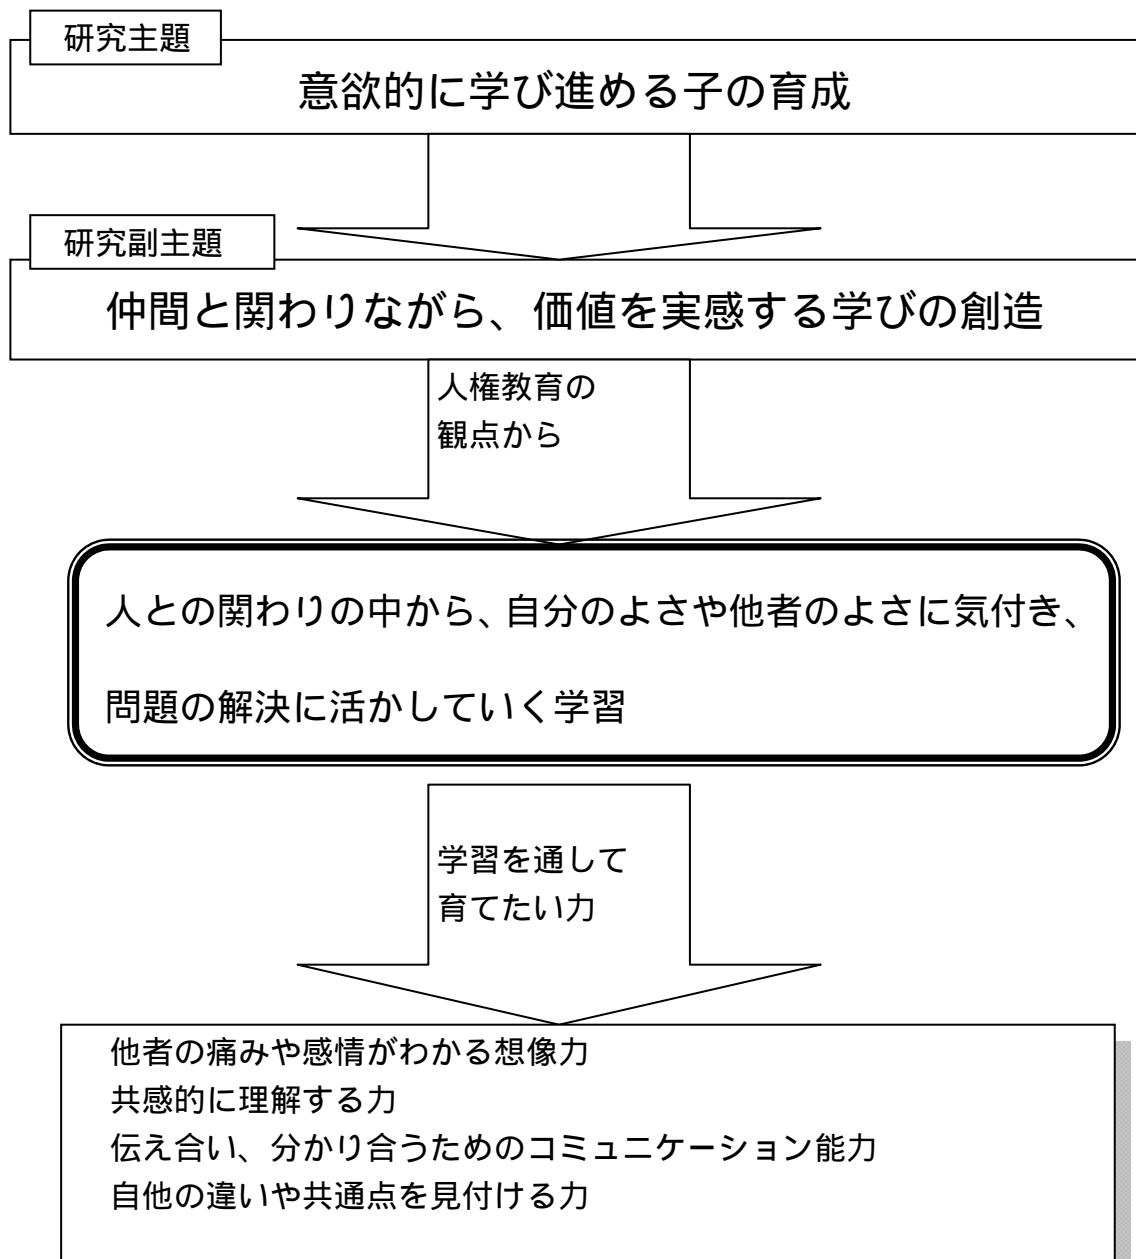 研究主題
意欲的に学び進める子の育成
研究副主題
仲間と関わりながら、価値を実感する学びの創造
人権教育の
観点から
人との関わりの中から、自分のよさや他者のよさに気付き、
問題の解決に活かしていく学習
学習を通して
育てたい力
他者の痛みや感情がわかる想像力
共感的に理解する力
伝え合い、分かり合うためのコミュニケーション能力
自他の違いや共通点を見付ける力